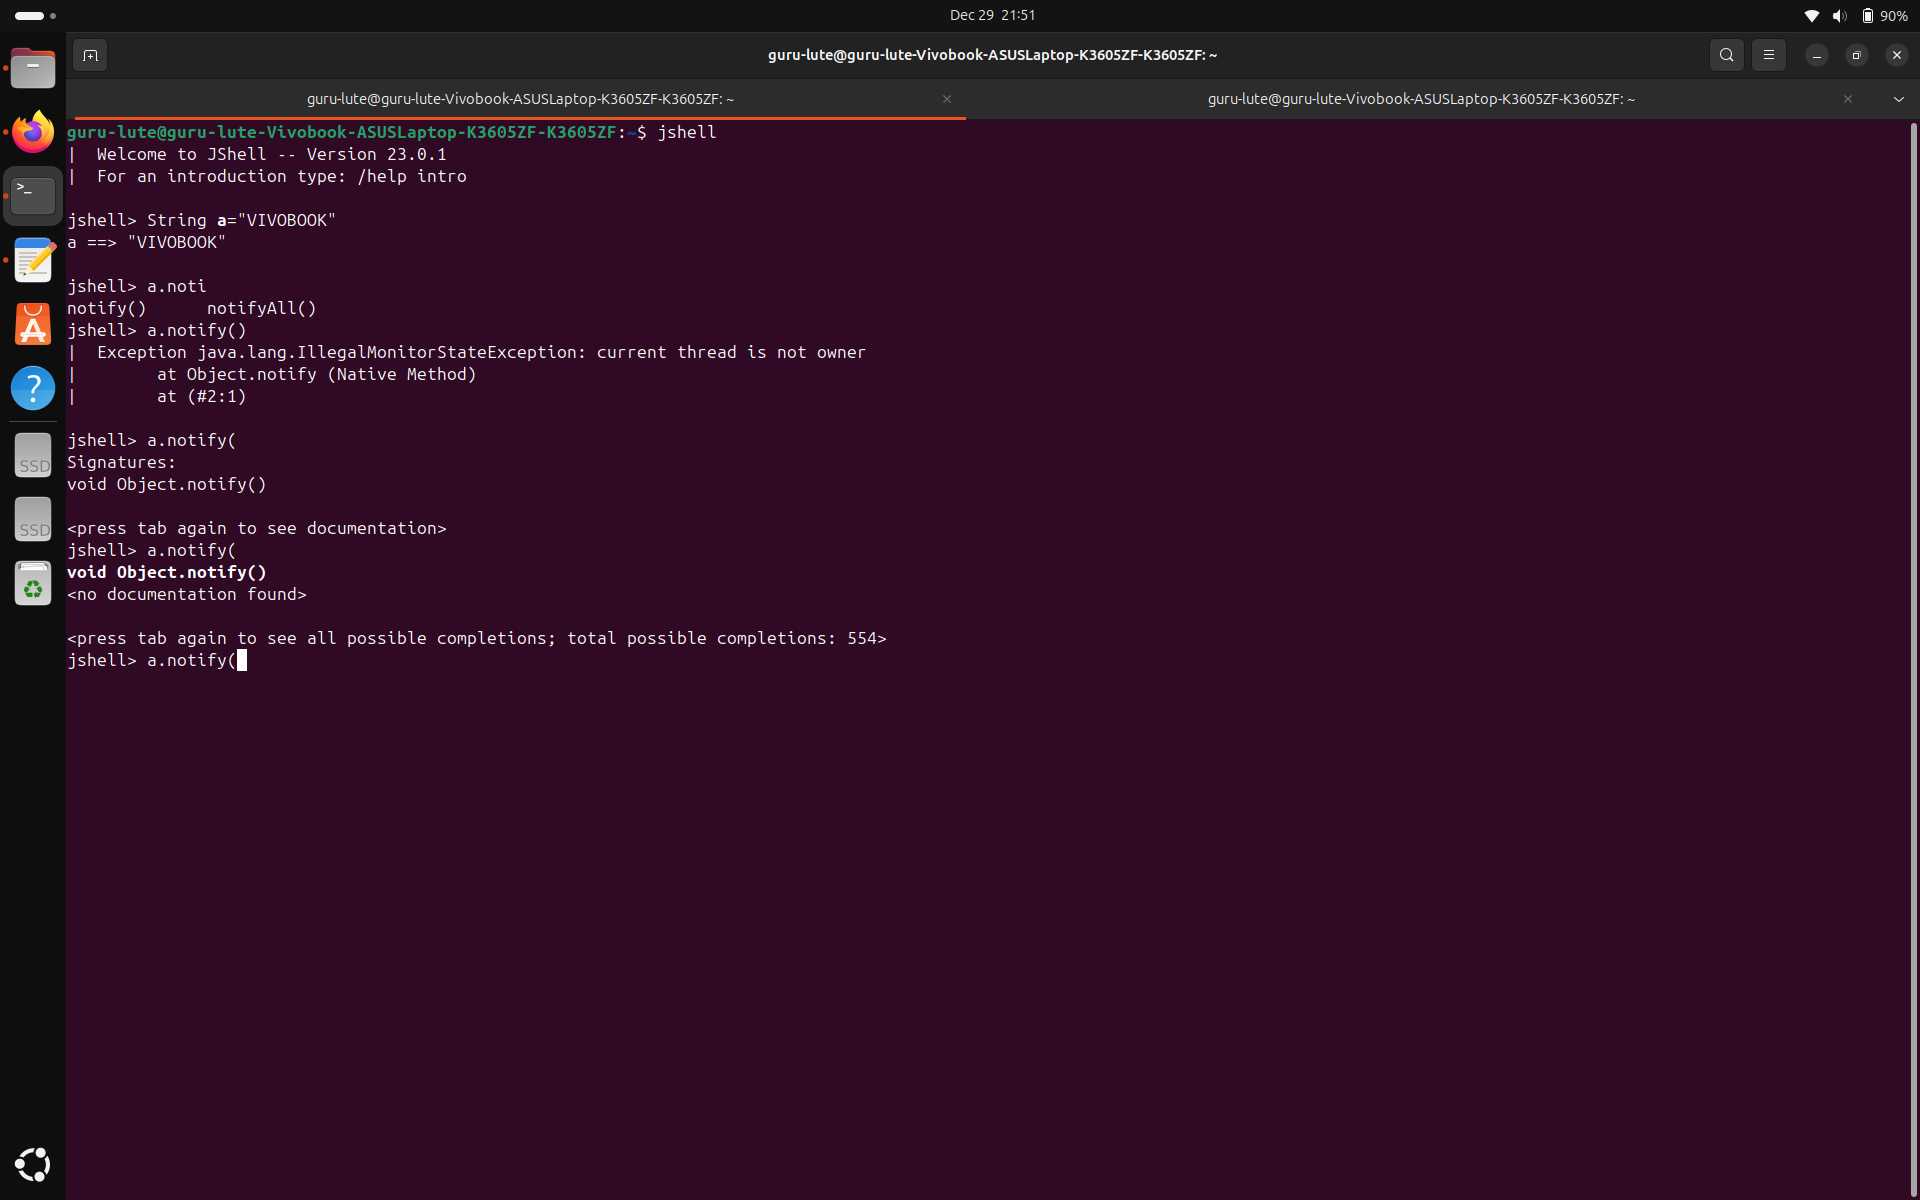 Dec 29 21:51
90%
guru-lute@guru-lute-Vivobook-ASUSLaptop-K3605ZF-K3605ZF: ~
guru-lute@guru-lute-Vivobook-ASUSLaptop-K3605ZF-K3605ZF: ~
guru-lute@guru-lute-Vivobook-ASUSLaptop-K3605ZF-K3605ZF: ~
guru-lute@guru-lute-Vivobook-ASUSLaptop-K3605ZF-K3605ZF:~$ jshell
|  Welcome to JShell -- Version 23.0.1
|  For an introduction type: /help intro
jshell> String a="VIVOBOOK"
a ==> "VIVOBOOK"
jshell> a.noti
notify()      notifyAll()
jshell> a.notify()
|  Exception java.lang.IllegalMonitorStateException: current thread is not owner
|        at Object.notify (Native Method)
|        at (#2:1)
jshell> a.notify(
Signatures:
void Object.notify()
<press tab again to see documentation>
jshell> a.notify(
void Object.notify()
<no documentation found>
<press tab again to see all possible completions; total possible completions: 554>
jshell> a.notify(
>_
A
?
SSD
SSD